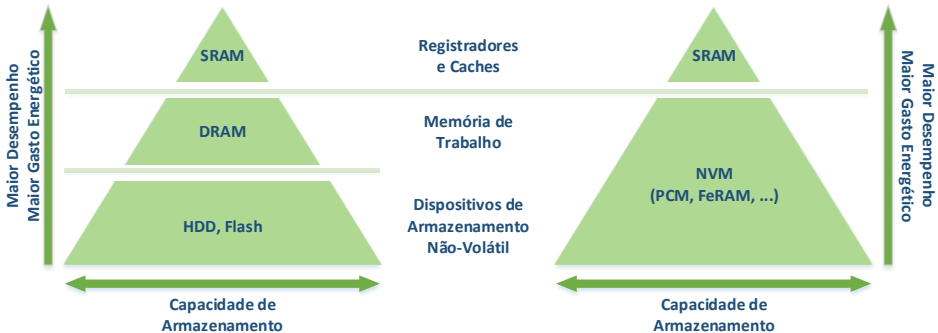 Maior Desempenho
Maior Gasto Energético
SRAM
DRAM
HDD, Flash
Capacidade de
Armazenamento
Registradores
e Caches
Memória de
Trabalho
Dispositivos de
Armazenamento
Não-Volátil
SRAM
NVM
(PCM, FeRAM, ...)
Capacidade de
Armazenamento
Maior Desempenho
Maior Gasto Energético